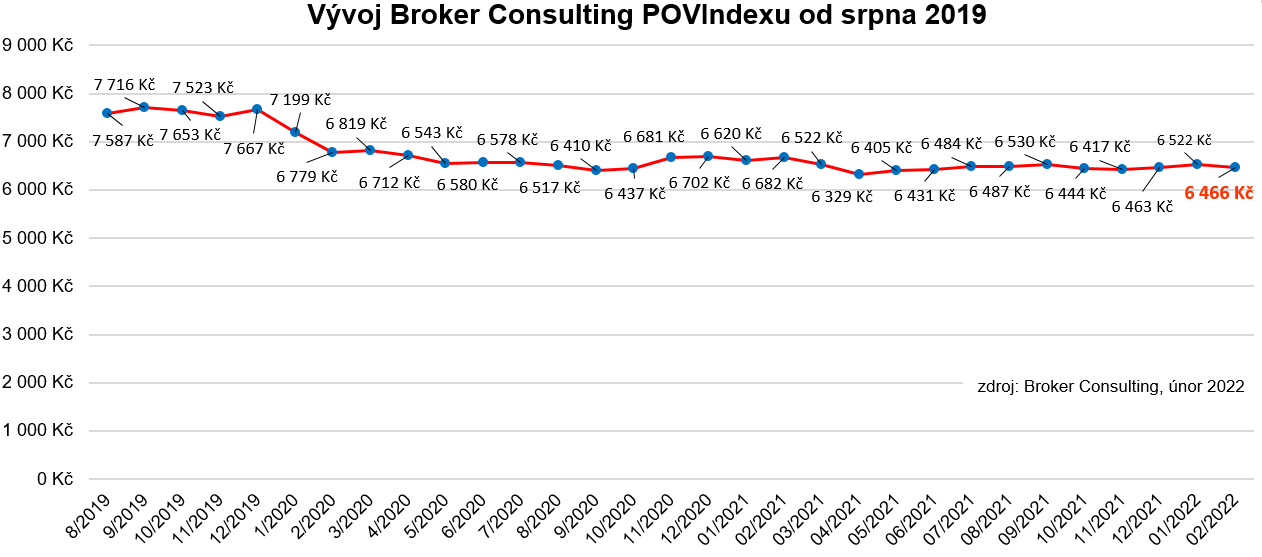 Vývoj Broker Consulting POVIndexu od srpna 2019
9 000 Kč
8 000 Kč
7 000 Kč
6 000 Kč
5 000 Kč
4 000 Kč
3 000 Kč
2 000 Kč
1 000 Kč
0 Kč
7 587 Kč
7 716 Kč
7 653 Kč
7 523 Kč
7 667 Kč
7 199 Kč
6 779 Kč
6 819 Kč
6 712 Kč
6 543 Kč
6 580 Kč
6 578 Kč
6 517 Kč
6 410 Kč
6 437 Kč
6 681 Kč
6 702 Kč
6 620 Kč
6 682 Kč
6 522 Kč
6 329 Kč
6 405 Kč
6 431 Kč
6 484 Kč
6 487 Kč
6 530 Kč
6 444 Kč
6 417 Kč
6 463 Kč
6 522 Kč
6 466 Kč
zdroj: Broker Consulting, únor 2022
8/2019
9/2019
10/2019
11/2019
12/2019
1/2020
2/2020
3/2020
4/2020
5/2020
6/2020
7/2020
8/2020
9/2020
10/2020
11/2020
12/2020
01/2021
02/2021
03/2021
04/2021
05/2021
06/2021
07/2021
08/2021
09/2021
10/2021
11/2021
12/2021
01/2022
02/2022